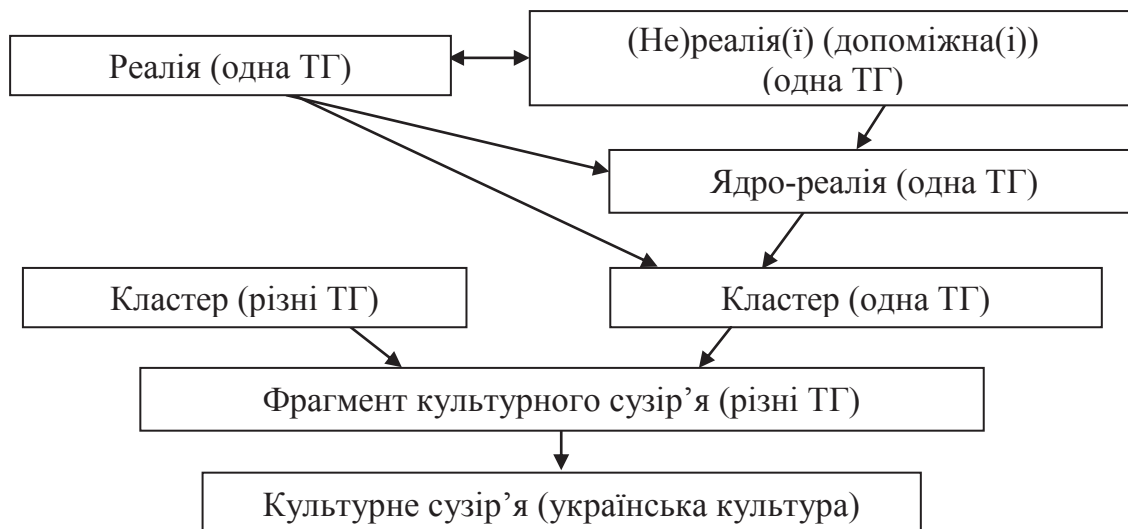 Реалія (одна ТГ)
(Не)реалія(ї) (допоміжна(і))
(одна ТГ)
Ядро-реалія (одна ТГ)
Кластер (різні ТГ)
Кластер (одна ТГ)
Фрагмент культурного сузір’я (різні ТГ)
Культурне сузір’я (українська культура)